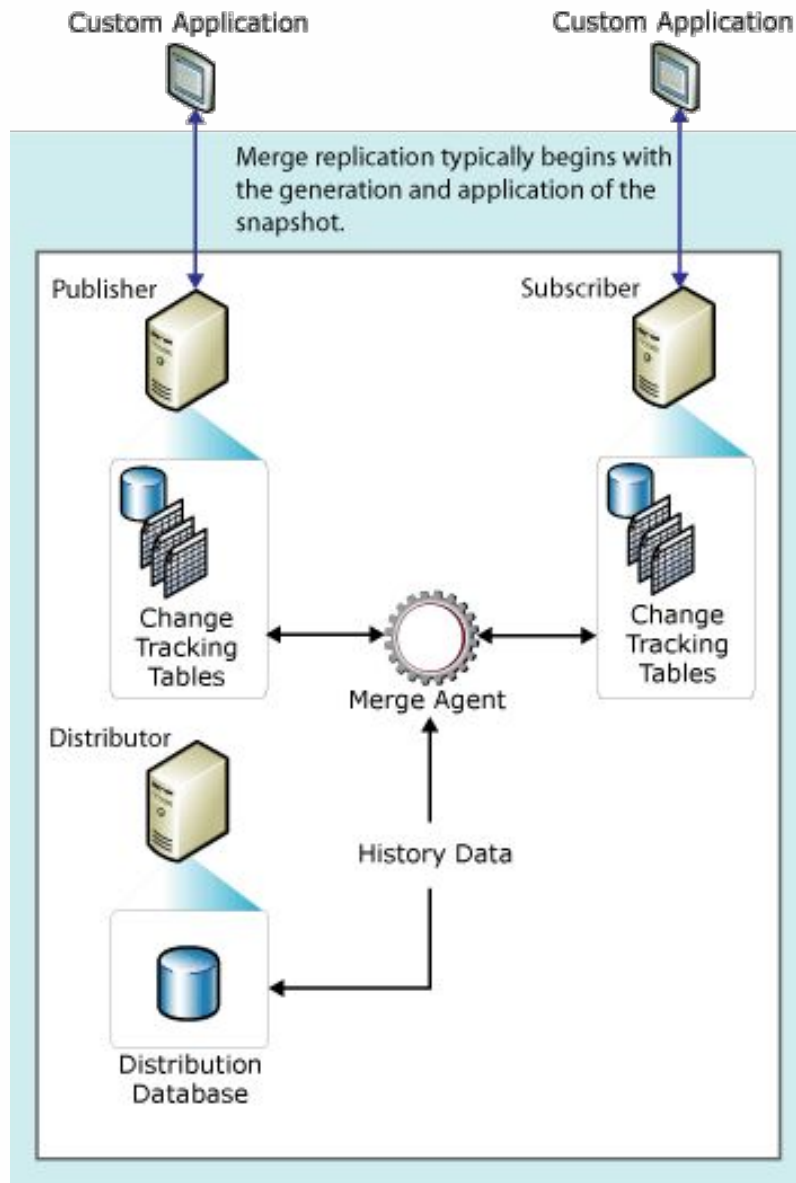 Custom Application
Custom Application
Merge replication typically begins with
the generation and application of the
snapshot.
Publisher
Subscriber
Change
Tracking
Tables
Change
Tracking
Tables
Merge Agent
Distributor
History Data
Distribution
Database